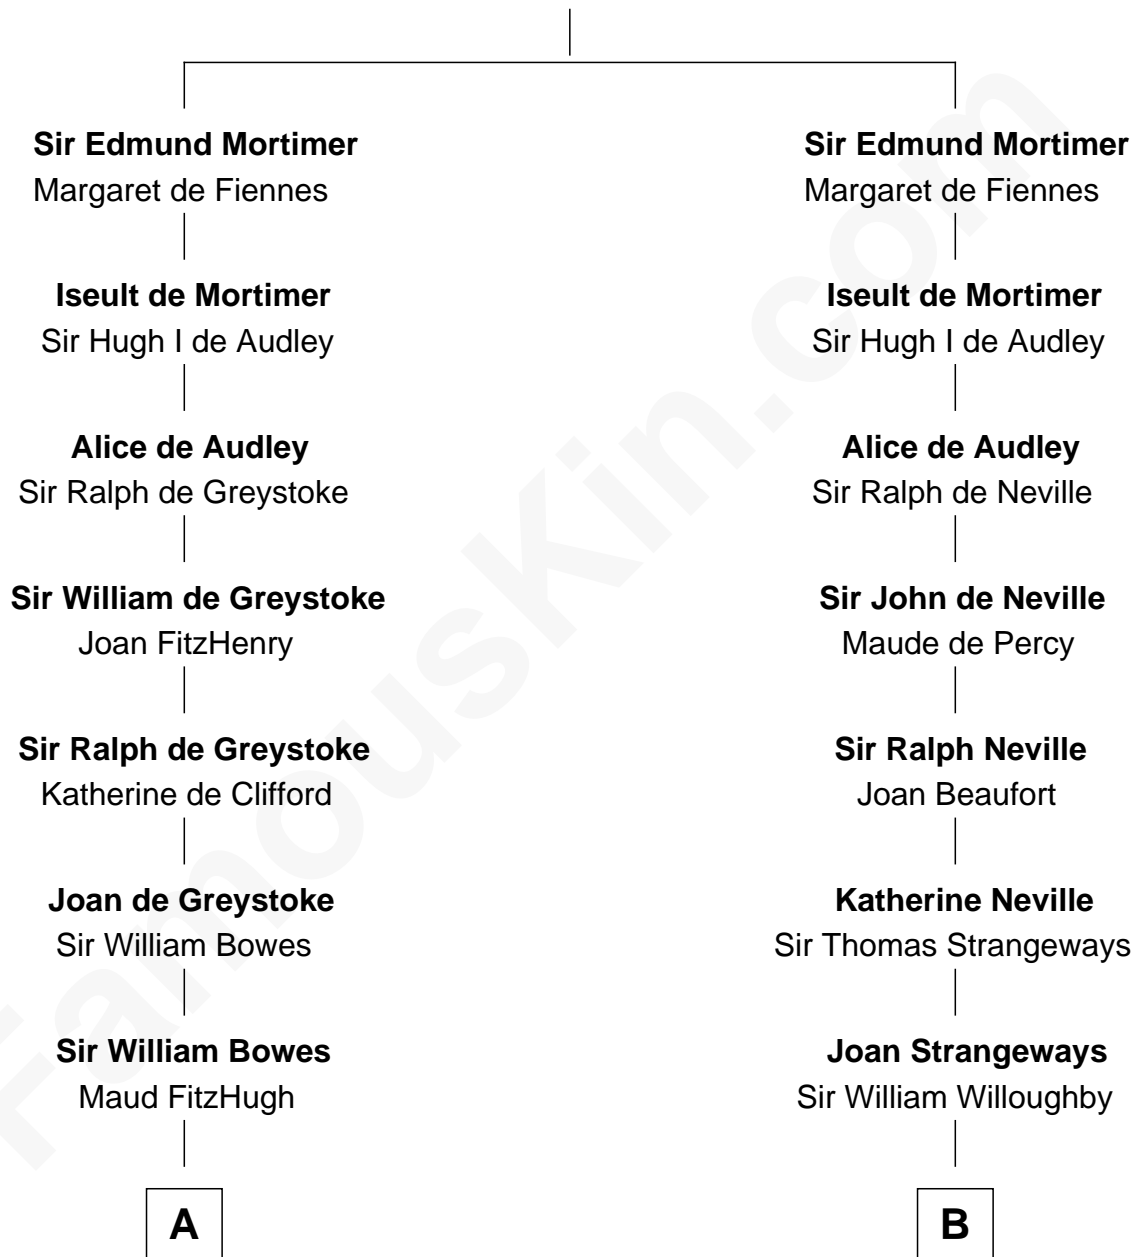 Sir Edmund Mortimer
Margaret de Fiennes
Iseult de Mortimer
Sir Hugh I de Audley
Alice de Audley
Sir Ralph de Greystoke
Sir William de Greystoke
Joan FitzHenry
Sir Ralph de Greystoke
Katherine de Clifford
Joan de Greystoke
Sir William Bowes
Sir William Bowes
Maud FitzHugh
A
Sir Edmund Mortimer
Margaret de Fiennes
Iseult de Mortimer
Sir Hugh I de Audley
Alice de Audley
Sir Ralph de Neville
Sir John de Neville
Maude de Percy
Sir Ralph Neville
Joan Beaufort
Katherine Neville
Sir Thomas Strangeways
Joan Strangeways
Sir William Willoughby
B
FamousKin.com